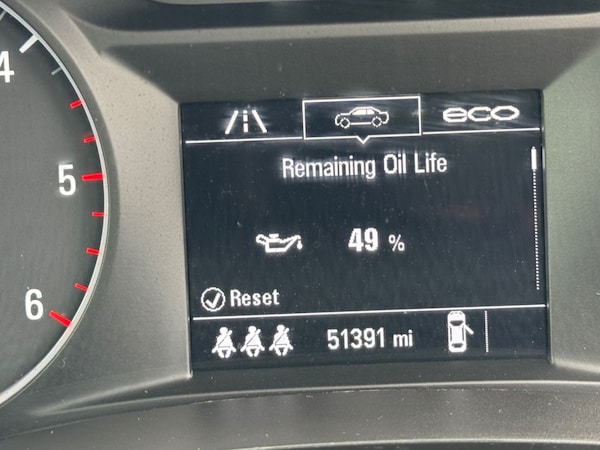 4
5
6
eco
Remaining Oil Life
49 %
Reset
51391 mi